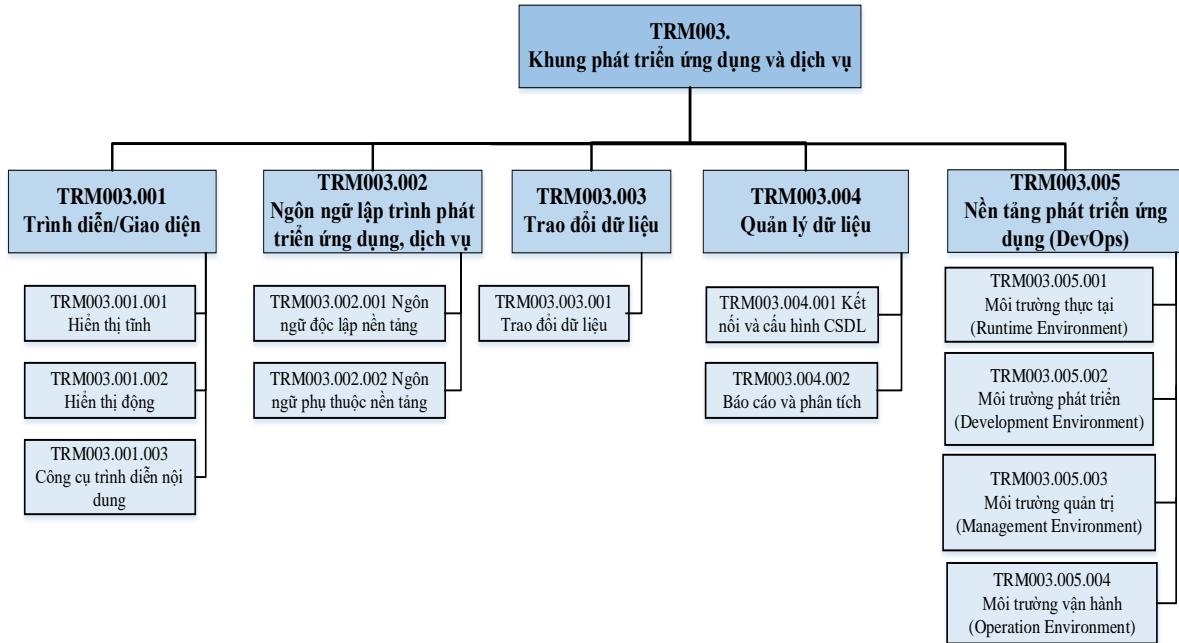 TRM003.
Khung phát triển ứng dụng và dịch vụ
TRM003.001
Trình diễn/Giao diện
TRM003.001.001
Hiển thị tĩnh
TRM003.001.002
Hiển thị động
TRM003.001.003
Công cụ trình diễn nội
dung
TRM003.002
Ngôn ngữ lập trình phát
triển ứng dụng, dịch vụ
TRM003.002.001 Ngôn
ngữ độc lập nền tảng
TRM003.002.002 Ngôn
ngữ phụ thuộc nền tảng
TRM003.003
Trao đổi dữ liệu
TRM003.003.001
Trao đổi dữ liệu
TRM003.004
Quản lý dữ liệu
TRM003.004.001 Kết
nối và cấu hình CSDL
TRM003.004.002
Báo cáo và phân tích
TRM003.005
Nền tảng phát triển ứng
dụng (DevOps)
TRM003.005.001
Môi trường thực tại
(Runtime Environment)
TRM003.005.002
Môi trường phát triển
(Development Environment)
TRM003.005.003
Môi trường quản trị
(Management Environment)
TRM003.005.004
Môi trường vận hành
(Operation Environment)